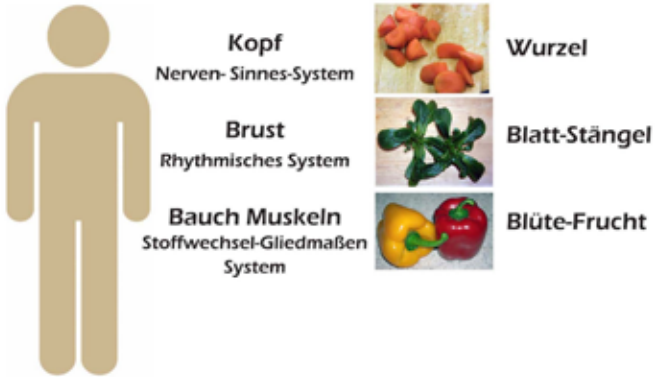 Kopf
Nerven- Sinnes-System
Wurzel
Brust
Rhythmisches System
Blatt-Stängel
Bauch Muskeln
Stoffwechsel-Gliedmaßen
System
Blüte-Frucht